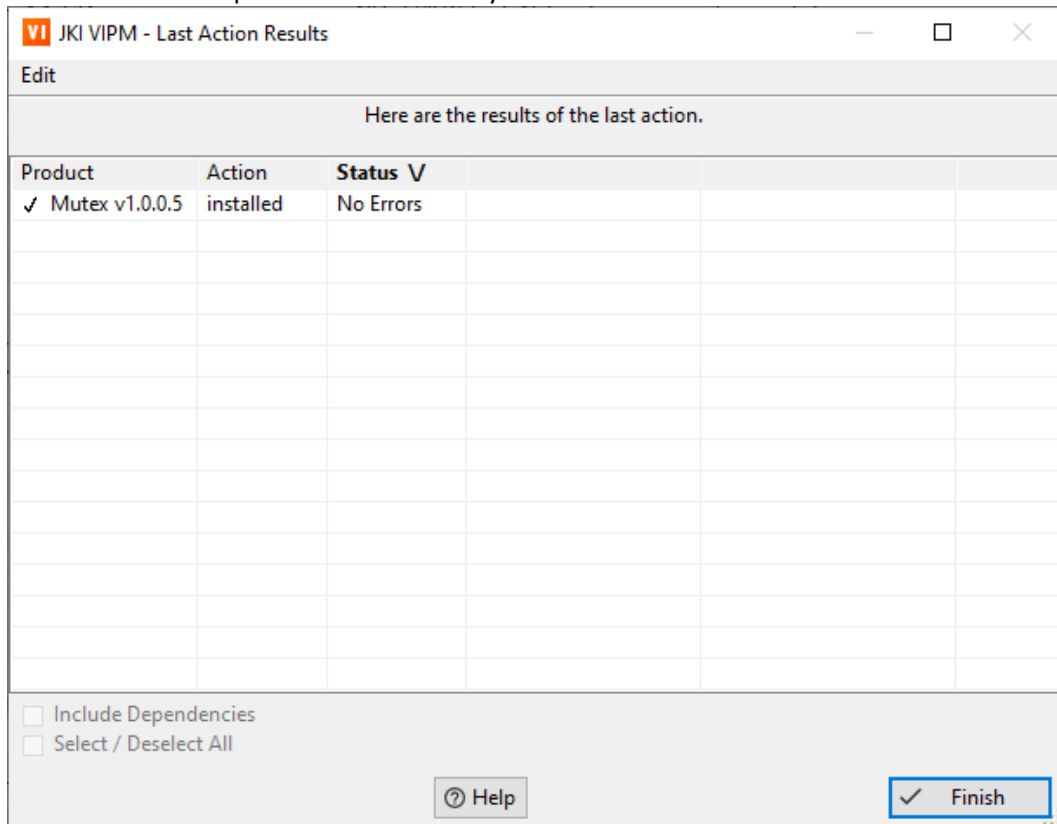 VI JKI VIPM - Last Action Results
Edit
Here are the results of the last action.
Product Action Status V
✓ Mutex v1.0.0.5 installed No Errors
Include Dependencies
Select / Deselect All
? Help
✓ Finish